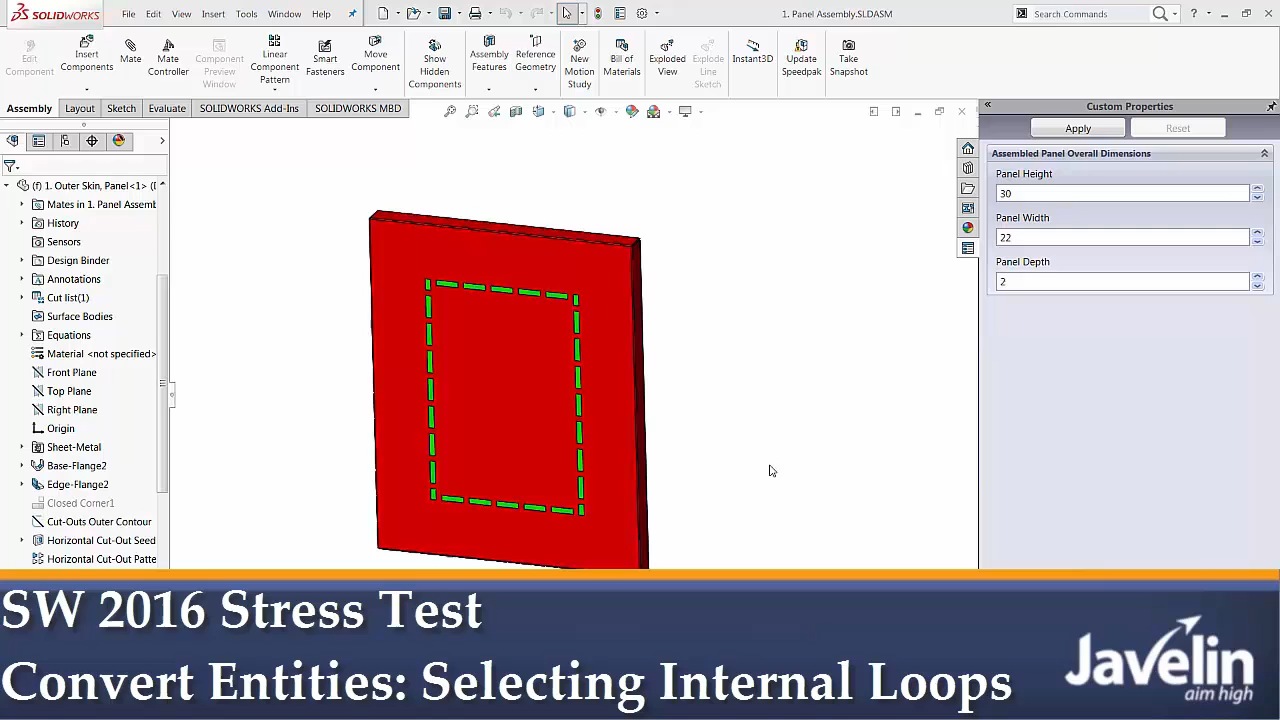 SOLIDWORKS File Edit View Insert Tools Window Help 1. Panel Assembly.SLDASM Search Commands
Edit Component
Insert Components
Mate
Mate Controller
Component Preview Window
Linear Component Pattern
Smart Fasteners
Move Component
Show Hidden Components
Assembly Features
Reference Geometry
New Motion Study
Bill of Materials
Exploded View
Explode Line Sketch
Instant3D
Update Speedpak
Take Snapshot
Assembly Layout Sketch Evaluate SOLIDWORKS Add-Ins SOLIDWORKS MBD
(f) 1. Outer Skin, Panel<1> (
Mates in 1. Panel Assemb
History
Sensors
Design Binder
Annotations
Cut list(1)
Surface Bodies
Equations
Material <not specified>
Front Plane
Top Plane
Right Plane
Origin
Sheet-Metal
Base-Flange2
Edge-Flange2
Closed Corner1
Cut-Outs Outer Contour
Horizontal Cut-Out Seed
Horizontal Cut-Out Patte
Custom Properties
Apply Reset
Assembled Panel Overall Dimensions
Panel Height
30
Panel Width
22
Panel Depth
2
SW 2016 Stress Test
Convert Entities: Selecting Internal Loops
Javelin
aim high